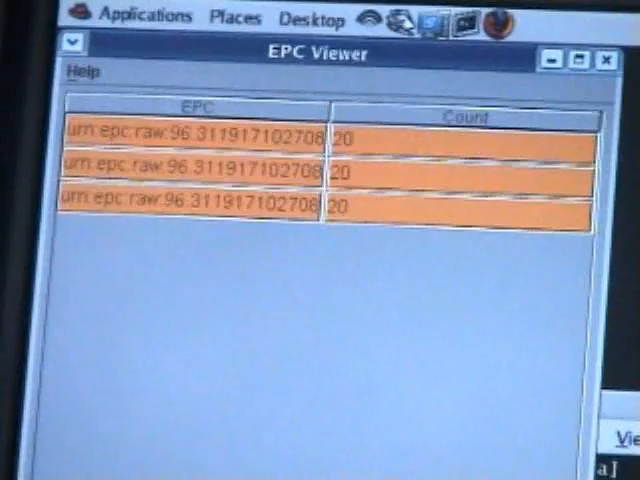 Applications Places Desktop
EPC Viewer
Help
EPC Count
urn:epc:raw:96.311917102708 20
urn:epc:raw:96.311917102708 20
urn:epc:raw:96.311917102708 20
Vie
a]